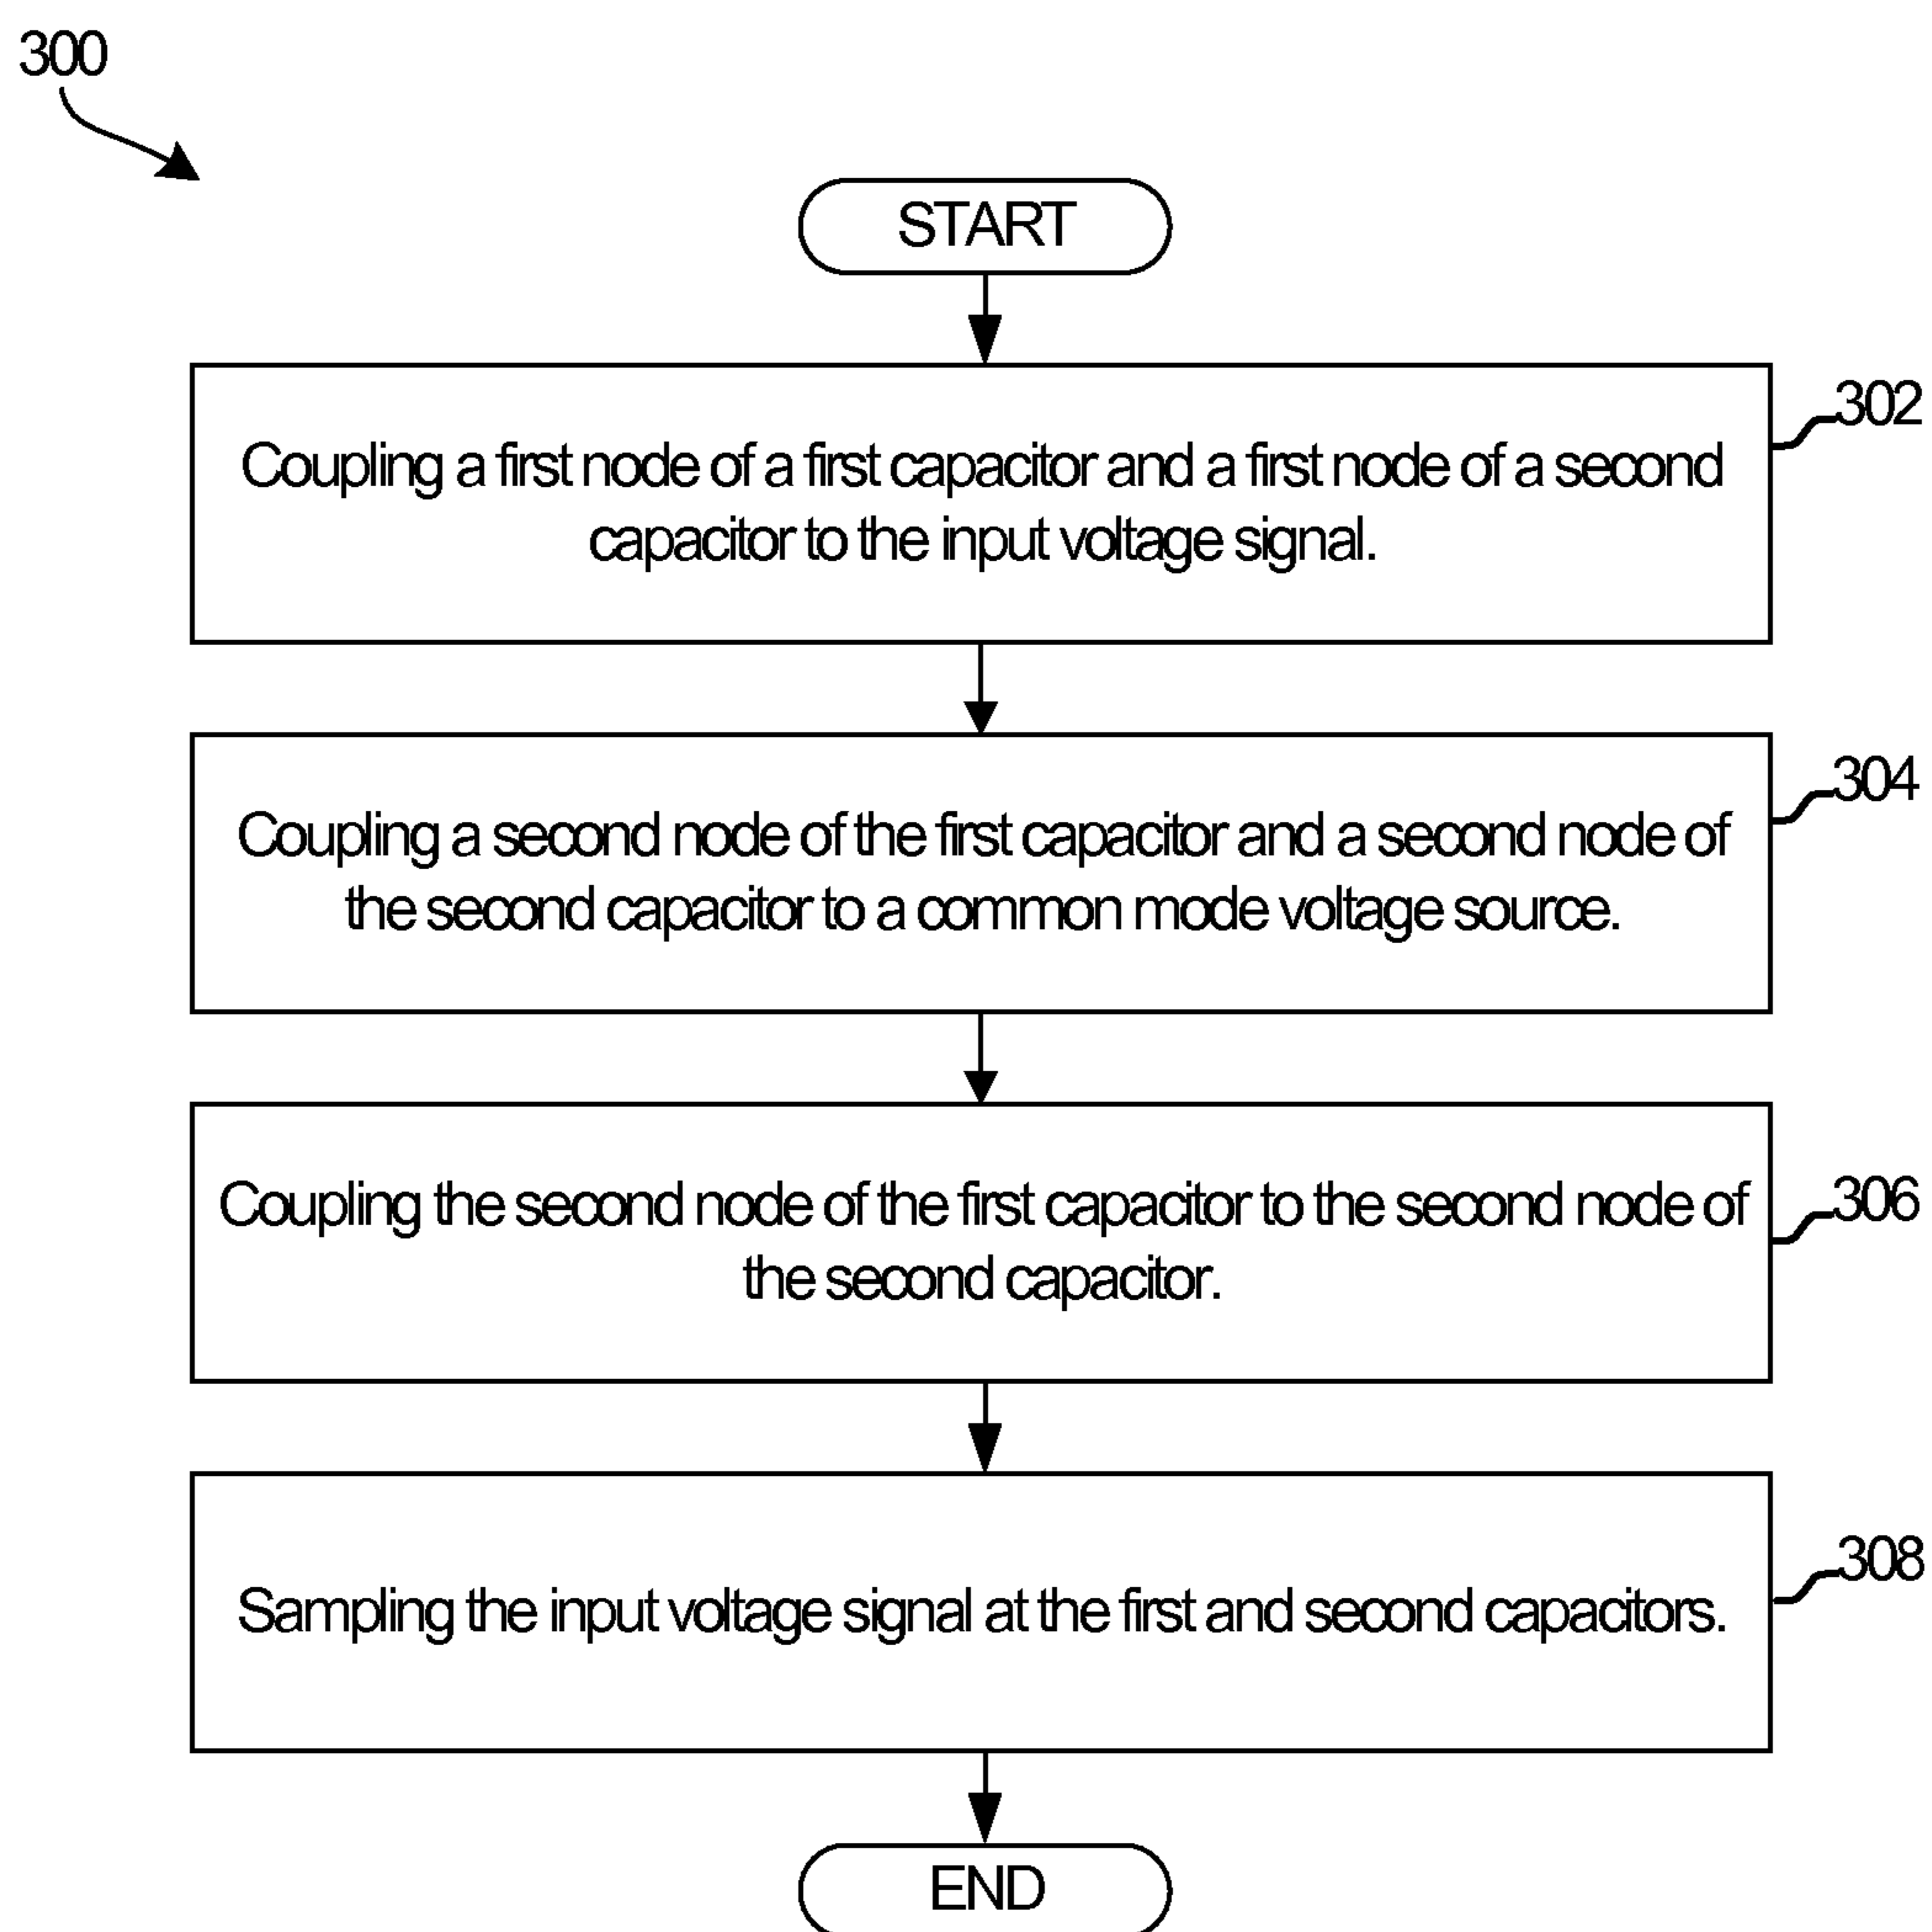 300
START
302
Coupling a first node of a first capacitor and a first node of a second
capacitor to the input voltage signal.
304
Coupling a second node of the first capacitor and a second node of
the second capacitor to a common mode voltage source.
306
Coupling the second node of the first capacitor to the second node of
the second capacitor.
308
Sampling the input voltage signal at the first and second capacitors.
END